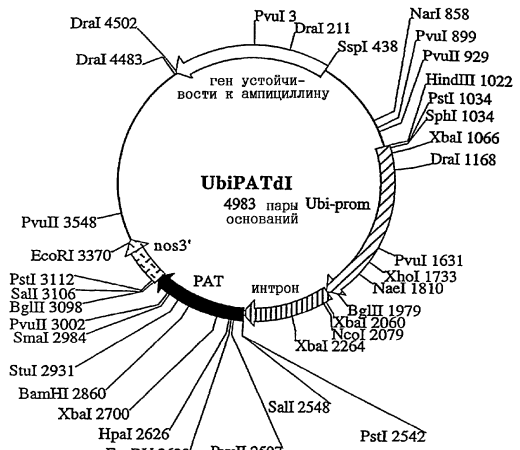 PvuI 3
DraI 211
SspI 438
DraI 4502
DraI 4483
ген устойчи-
вости к ампициллину
NarI 858
PvuI 899
PvuII 929
HindIII 1022
PstI 1034
SphI 1034
XbaI 1066
DraI 1168
UbiPATdI
4983 пары
оснований
Ubi-prom
PvuII 3548
EcoRI 3370
nos3'
PstI 3112
SalI 3106
BglII 3098
PvuII 3002
SmaI 2984
StuI 2931
BamHI 2860
XbaI 2700
HpaI 2626
PAT
интрон
PvuI 1631
XhoI 1733
NaeI 1810
BglII 1979
XbaI 2060
NcoI 2079
XbaI 2264
SalI 2548
PstI 2542